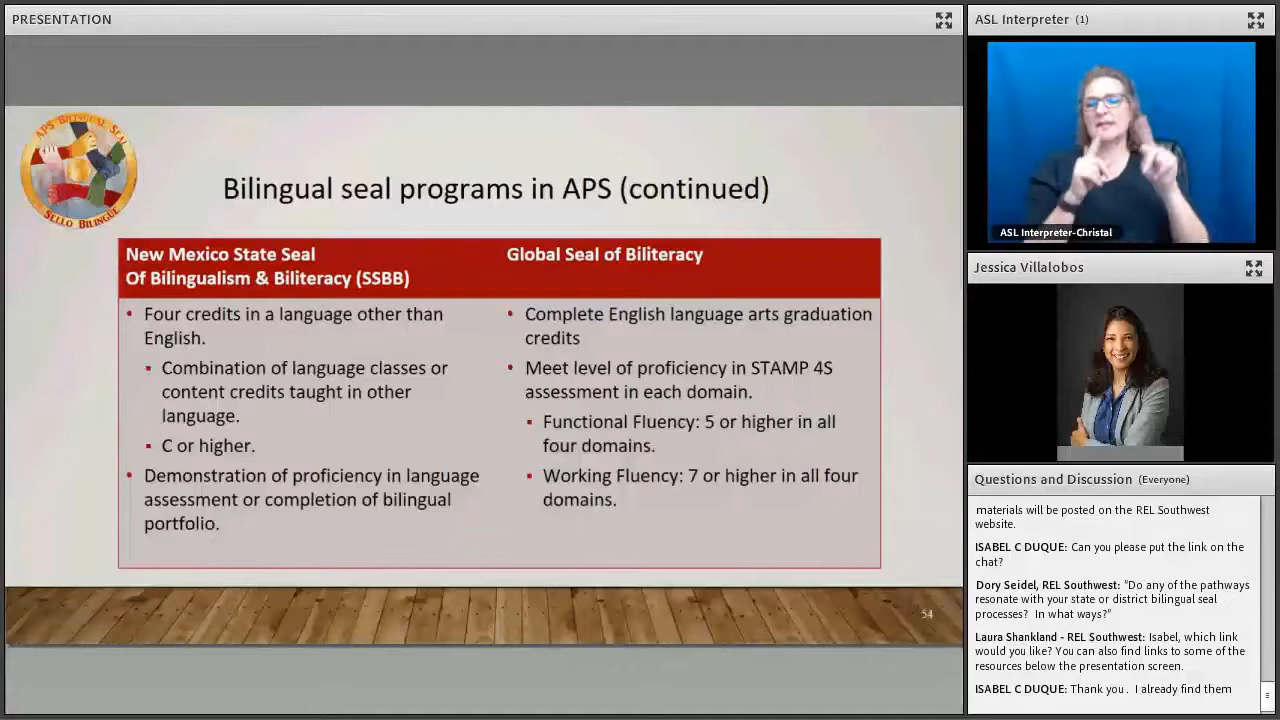 PRESENTATION
APS BILINGUAL SEAL
SELLO BILINGÜE
Bilingual seal programs in APS (continued)
New Mexico State Seal
Of Bilingualism & Biliteracy (SSBB)
• Four credits in a language other than
English.
▪ Combination of language classes or
content credits taught in other
language.
▪ C or higher.
• Demonstration of proficiency in language
assessment or completion of bilingual
portfolio.
Global Seal of Biliteracy
• Complete English language arts graduation
credits
• Meet level of proficiency in STAMP 4S
assessment in each domain.
▪ Functional Fluency: 5 or higher in all
four domains.
▪ Working Fluency: 7 or higher in all four
domains.
54
ASL Interpreter (1)
ASL Interpreter-Christal
Jessica Villalobos
Questions and Discussion (Everyone)
materials will be posted on the REL Southwest
website.
ISABEL C DUQUE: Can you please put the link on the
chat?
Dory Seidel, REL Southwest: "Do any of the pathways
resonate with your state or district bilingual seal
processes? In what ways?"
Laura Shankland - REL Southwest: Isabel, which link
would you like? You can also find links to some of the
resources below the presentation screen.
ISABEL C DUQUE: Thank you . I already find them